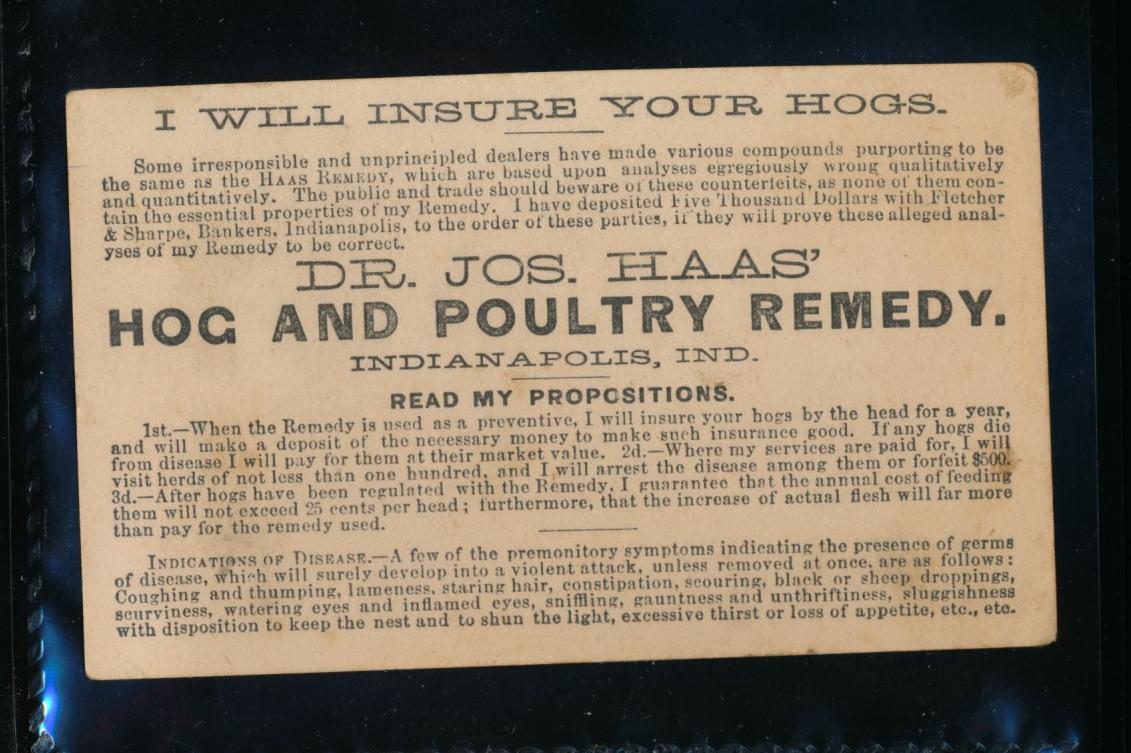 I WILL INSURE YOUR HOGS.
Some irresponsible and unprincipled dealers have made various compounds purporting to be
the same as the HAAS REMEDY, which are based upon analyses egregiously wrong qualitatively
and quantitatively. The public and trade should beware of these counterfeits, as none of them con-
tain the essential properties of my Remedy. I have deposited Five Thousand Dollars with Fletcher
& Sharpe, Bankers, Indianapolis, to the order of these parties, if they will prove these alleged anal-
yses of my Remedy to be correct.
DR. JOS. HAAS'
HOG AND POULTRY REMEDY.
INDIANAPOLIS, IND.
READ MY PROPOSITIONS.
1st.—When the Remedy is used as a preventive, I will insure your hogs by the head for a year,
and will make a deposit of the necessary money to make such insurance good. If any hogs die
from disease I will pay for them at their market value. 2d.—Where my services are paid for, I will
visit herds of not less than one hundred, and I will arrest the disease among them or forfeit $500.
3d.—After hogs have been regulated with the Remedy, I guarantee that the annual cost of feeding
them will not exceed 25 cents per head; furthermore, that the increase of actual flesh will far more
than pay for the remedy used.
INDICATIONS OF DISEASE.—A few of the premonitory symptoms indicating the presence of germs
of disease, which will surely develop into a violent attack, unless removed at once, are as follows:
Coughing and thumping, lameness, staring hair, constipation, scouring, black or sheep droppings,
scurviness, watering eyes and inflamed eyes, sniffling, gauntness and unthriftiness, sluggishness
with disposition to keep the nest and to shun the light, excessive thirst or loss of appetite, etc., etc.